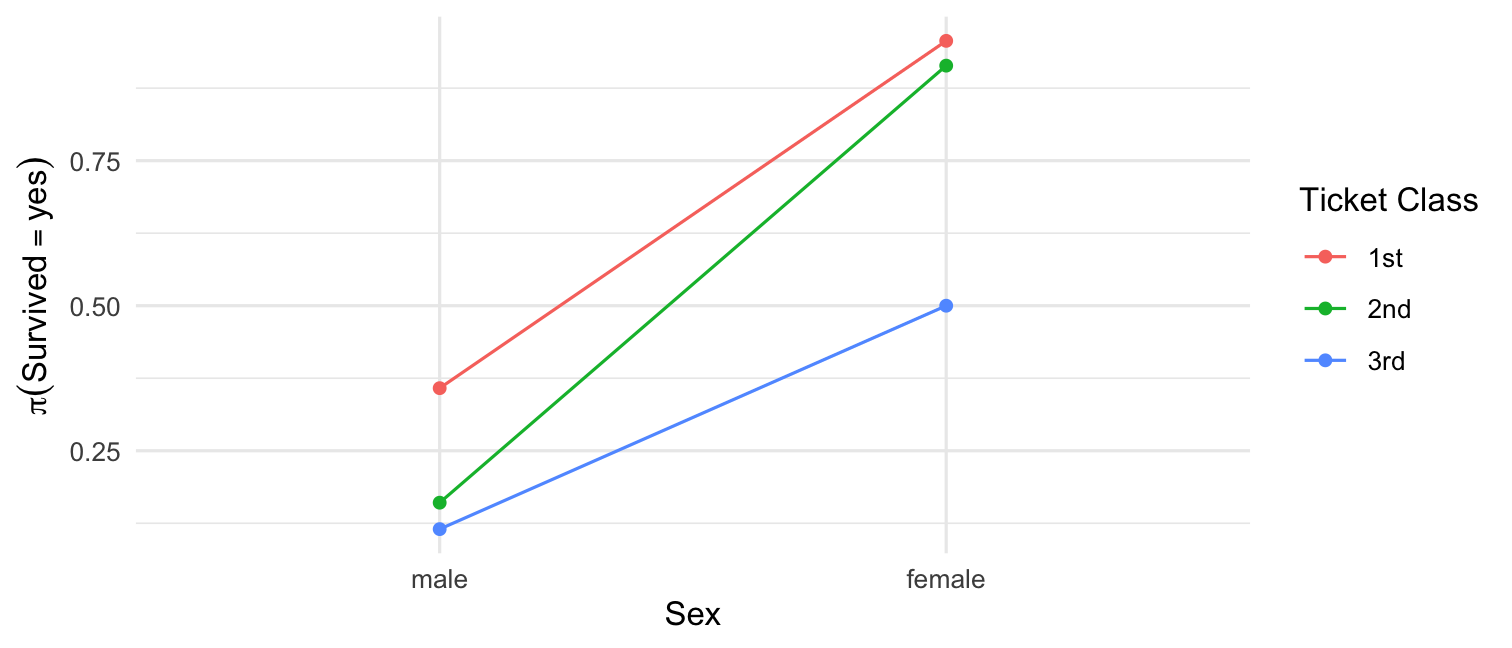 π(Survived = yes)
0.75
0.50
0.25
male
female
Sex
Ticket Class
1st
2nd
3rd